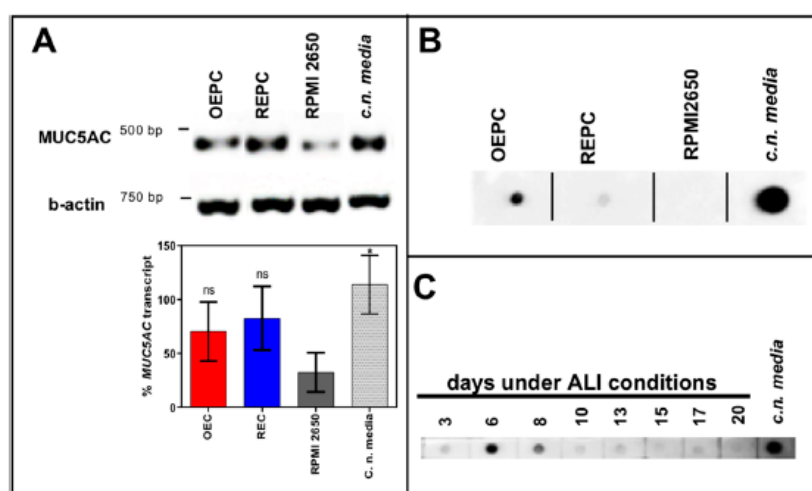 A
OEPC
REPC
RPMI 2650
c.n. media
MUC5AC
500 bp
b-actin
750 bp
% MUC5AC transcript
150
100
50
0
ns
ns
*
OEC
REC
RPMI 2650
C. n. media
B
OEPC
REPC
RPMI2650
c.n. media
C
days under ALI conditions
3 6 8 10 13 15 17 20 c.n. media